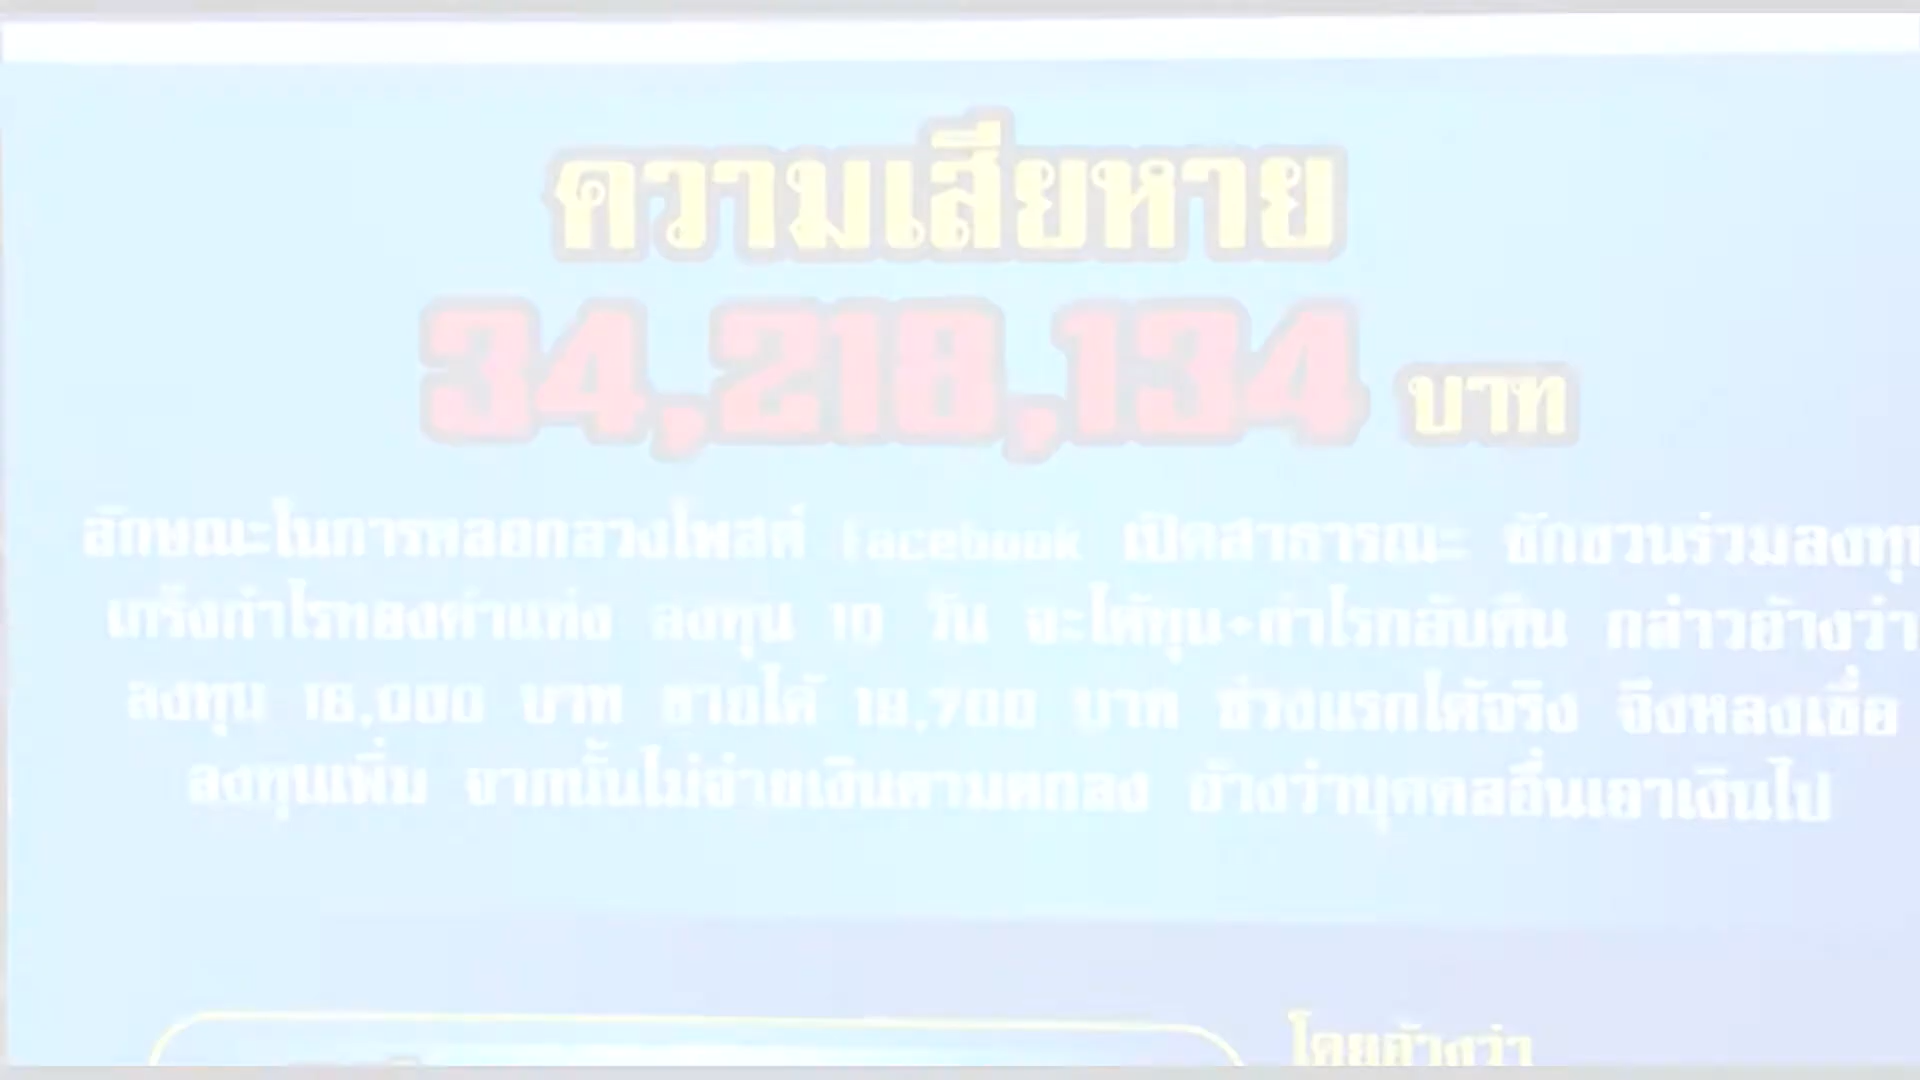 ความเสียหาย
34,218,134 บาท
ลักษณะในการหลอกลวงโพสต์ facebook เปิดสาธารณะ ชักชวนร่วมลงทุน
เกร็งกำไรทองคำแท่ง ลงทุน 10 วัน จะให้ทุน+กำไรกลับคืน กล่าวอ้างว่า
ลงทุน บาท ขายได้ บาท ช่วงแรกได้จริง จึงหลงเชื่อ
ลงทุนเพิ่ม จากนั้นไม่จ่ายเงินตามตกลง อ้างว่าบุคคลอื่นเอาเงินไป
โดยอ้างว่า